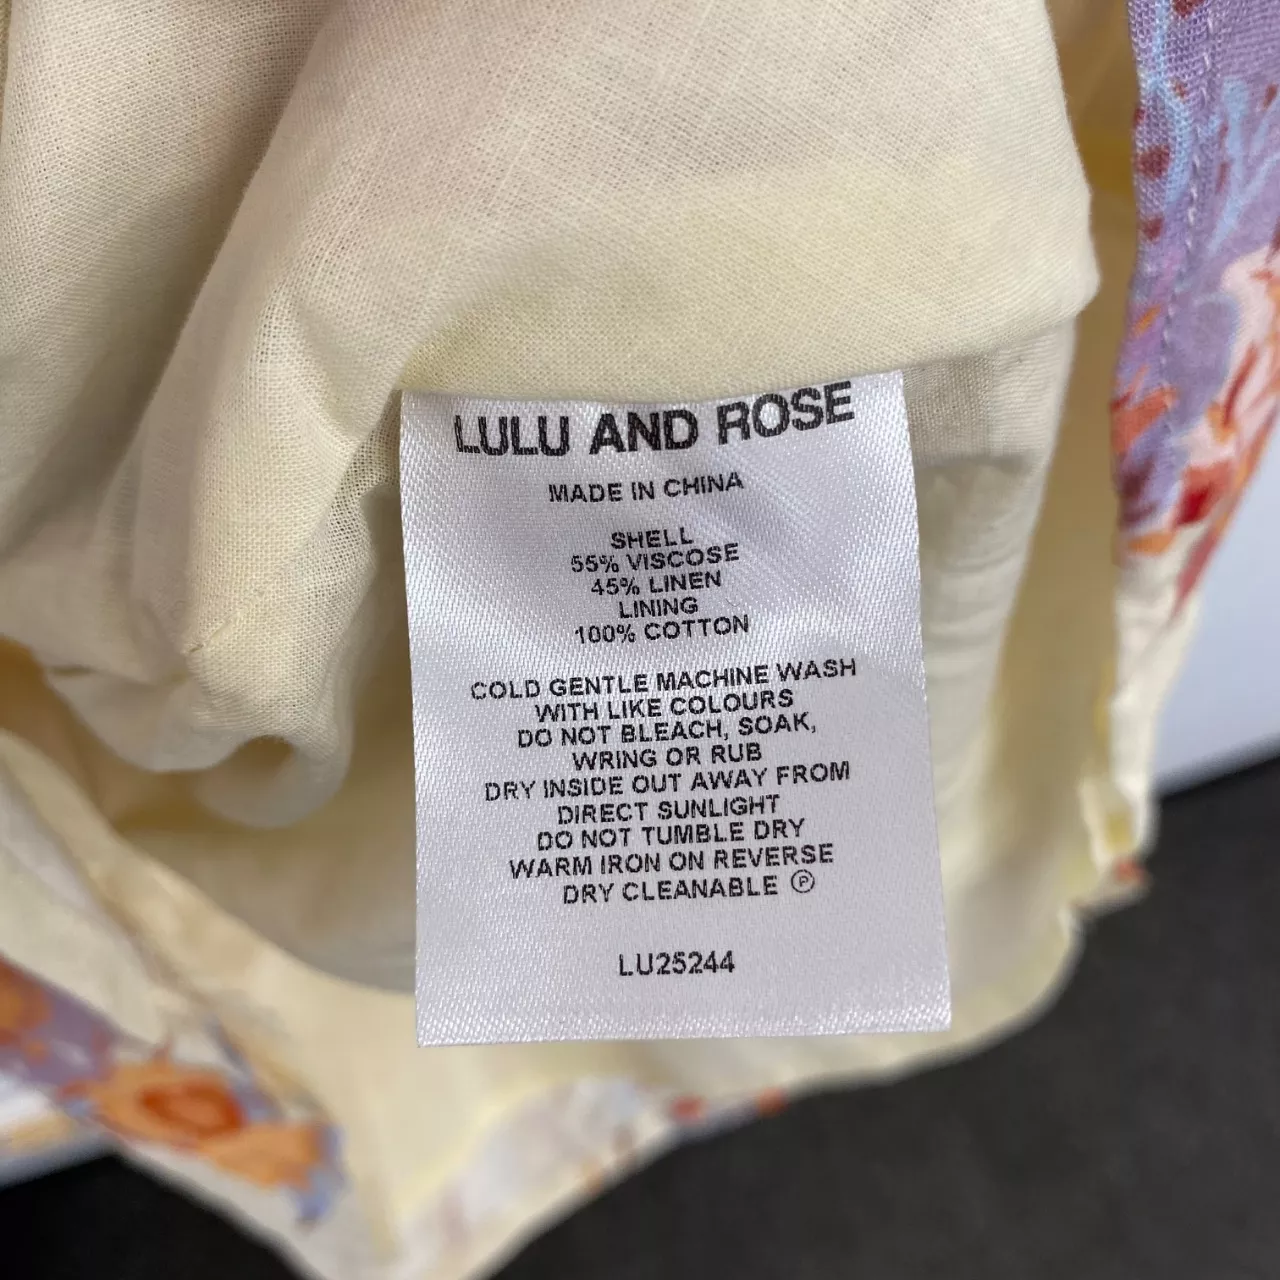 LULU AND ROSE
MADE IN CHINA
SHELL
55% VISCOSE
45% LINEN
LINING
100% COTTON
COLD GENTLE MACHINE WASH
WITH LIKE COLOURS
DO NOT BLEACH, SOAK,
WRING OR RUB
DRY INSIDE OUT AWAY FROM
DIRECT SUNLIGHT
DO NOT TUMBLE DRY
WARM IRON ON REVERSE
DRY CLEANABLE Ⓟ
LU25244